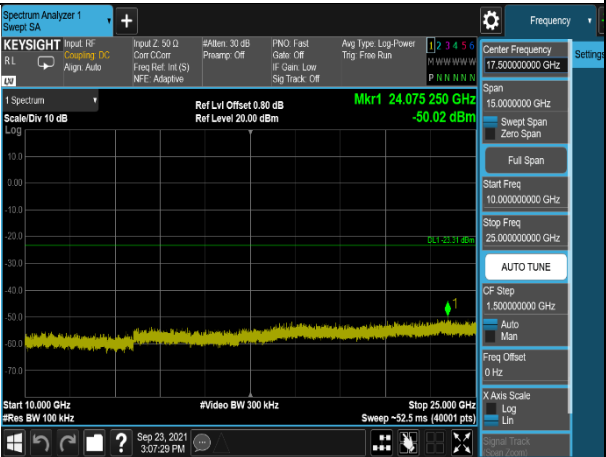 Spectrum Analyzer 1
Swept SA
Frequency
KEYSIGHT
R L
Input: RF
Coupling: DC
Align: Auto
Input Z: 50 Ω
Corr CCorr
Freq Ref: Int (S)
NFE: Adaptive
#Atten: 30 dB
Preamp: Off
PNO: Fast
Gate: Off
IF Gain: Low
Sig Track: Off
Avg Type: Log-Power
Trig: Free Run
1 2 3 4 5 6
M W W W W W
P N N N N N
1 Spectrum
Scale/Div 10 dB
Ref Lvl Offset 0.80 dB
Ref Level 20.00 dBm
Mkr1 24.075 250 GHz
-50.02 dBm
Log
10.0
0.00
-10.0
-20.0
-30.0
-40.0
-50.0
-60.0
-70.0
DL1 -23.31 dBm
1
Start 10.000 GHz
#Res BW 100 kHz
#Video BW 300 kHz
Stop 25.000 GHz
Sweep ~52.5 ms (40001 pts)
Center Frequency
17.500000000 GHz
Settings
Span
15.0000000 GHz
Swept Span
Zero Span
Full Span
Start Freq
10.000000000 GHz
Stop Freq
25.000000000 GHz
AUTO TUNE
CF Step
1.500000000 GHz
Auto
Man
Freq Offset
0 Hz
X Axis Scale
Log
Lin
Signal Track
(Span Zoom)
?
Sep 23, 2021
3:07:29 PM